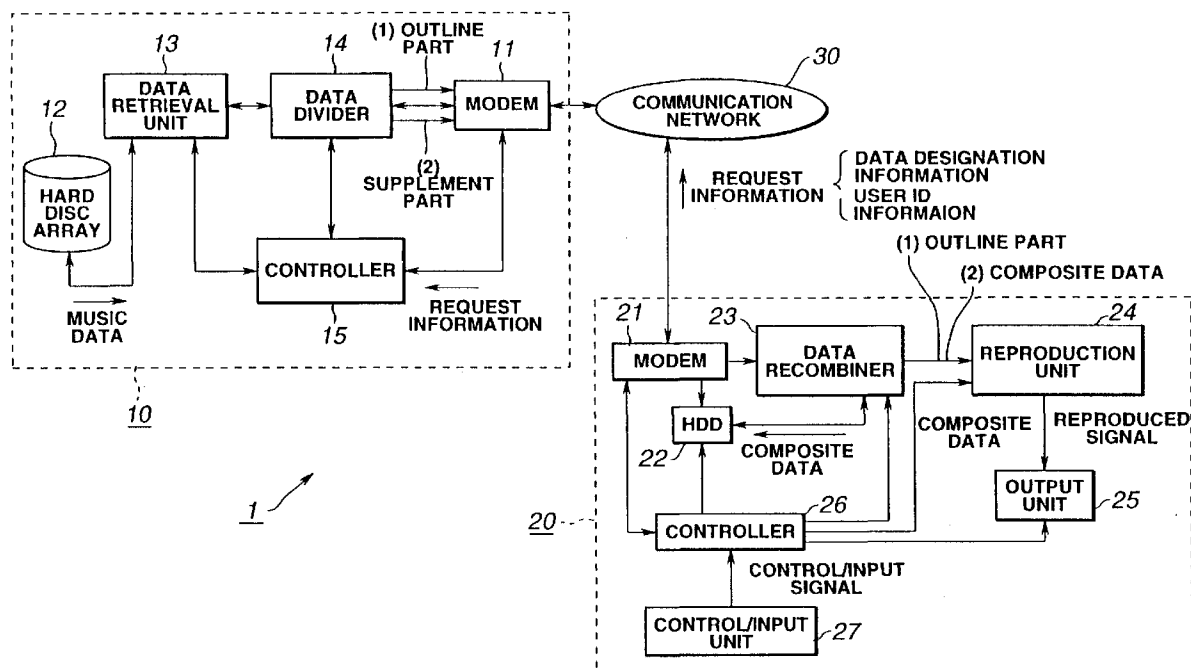 13
DATA
RETRIEVAL
UNIT
14
DATA
DIVIDER
(1) OUTLINE
PART
11
MODEM
(2)
SUPPLEMENT
PART
12
HARD
DISC
ARRAY
MUSIC
DATA
CONTROLLER
15
REQUEST
INFORMATION
10
30
COMMUNICATION
NETWORK
REQUEST
INFORMATION
DATA DESIGNATION
INFORMATION
USER ID
INFORMAION
(1) OUTLINE PART
(2) COMPOSITE DATA
21
MODEM
23
DATA
RECOMBINER
24
REPRODUCTION
UNIT
HDD
22
COMPOSITE
DATA
COMPOSITE
DATA
REPRODUCED
SIGNAL
OUTPUT
UNIT
25
26
CONTROLLER
CONTROL/INPUT
SIGNAL
CONTROL/INPUT
UNIT
27
20
1